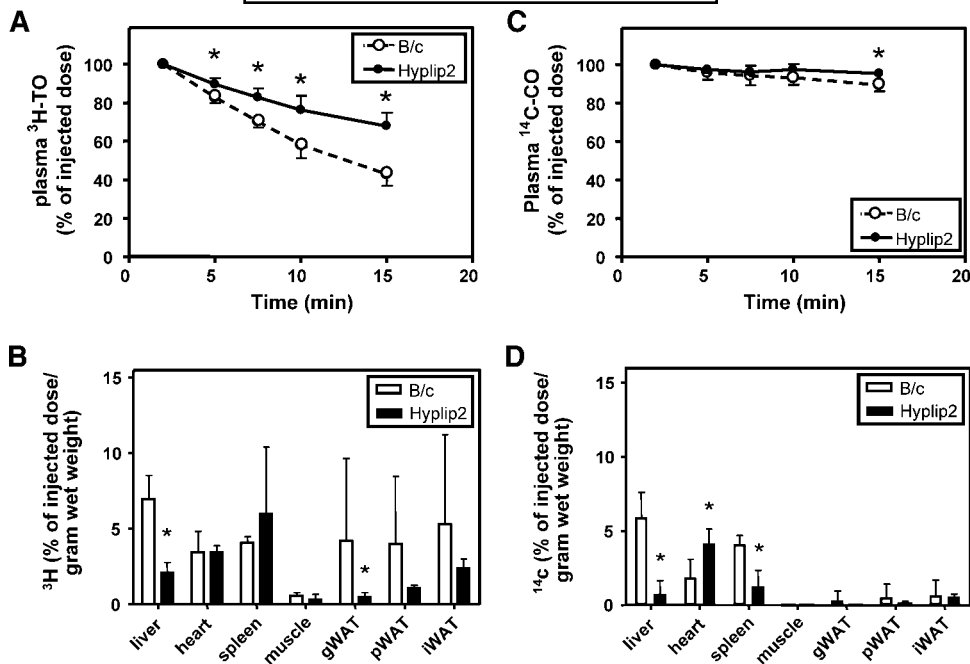 A
B/c
Hyplip2
plasma ³H-TO
(% of injected dose)
100
80
60
40
20
0
* * * *
0 5 10 15 20
Time (min)
C
B/c
Hyplip2
Plasma ¹⁴C-CO
(% of injected dose)
100
80
60
40
20
0
*
0 5 10 15 20
Time (min)
B
B/c
Hyplip2
³H (% of injected dose/
gram wet weight)
15
10
5
0
* *
liver heart spleen muscle gWAT pWAT iWAT
D
B/c
Hyplip2
¹⁴c (% of injected dose/
gram wet weight)
15
10
5
0
* * *
liver heart spleen muscle gWAT pWAT iWAT